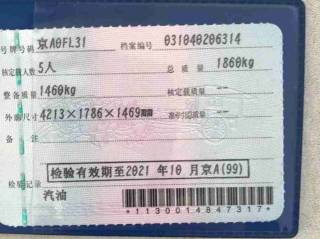 号牌号码 京A0FL31 档案编号 031040206314
核定载人数 5人 总质量 1860kg
整备质量 1460kg 核定载质量 --
外廓尺寸 4213×1786×1469 准牵引总质量 --
备注
检验有效期至2021年10月京A(99)
检验记录
汽油
*1130014847317*